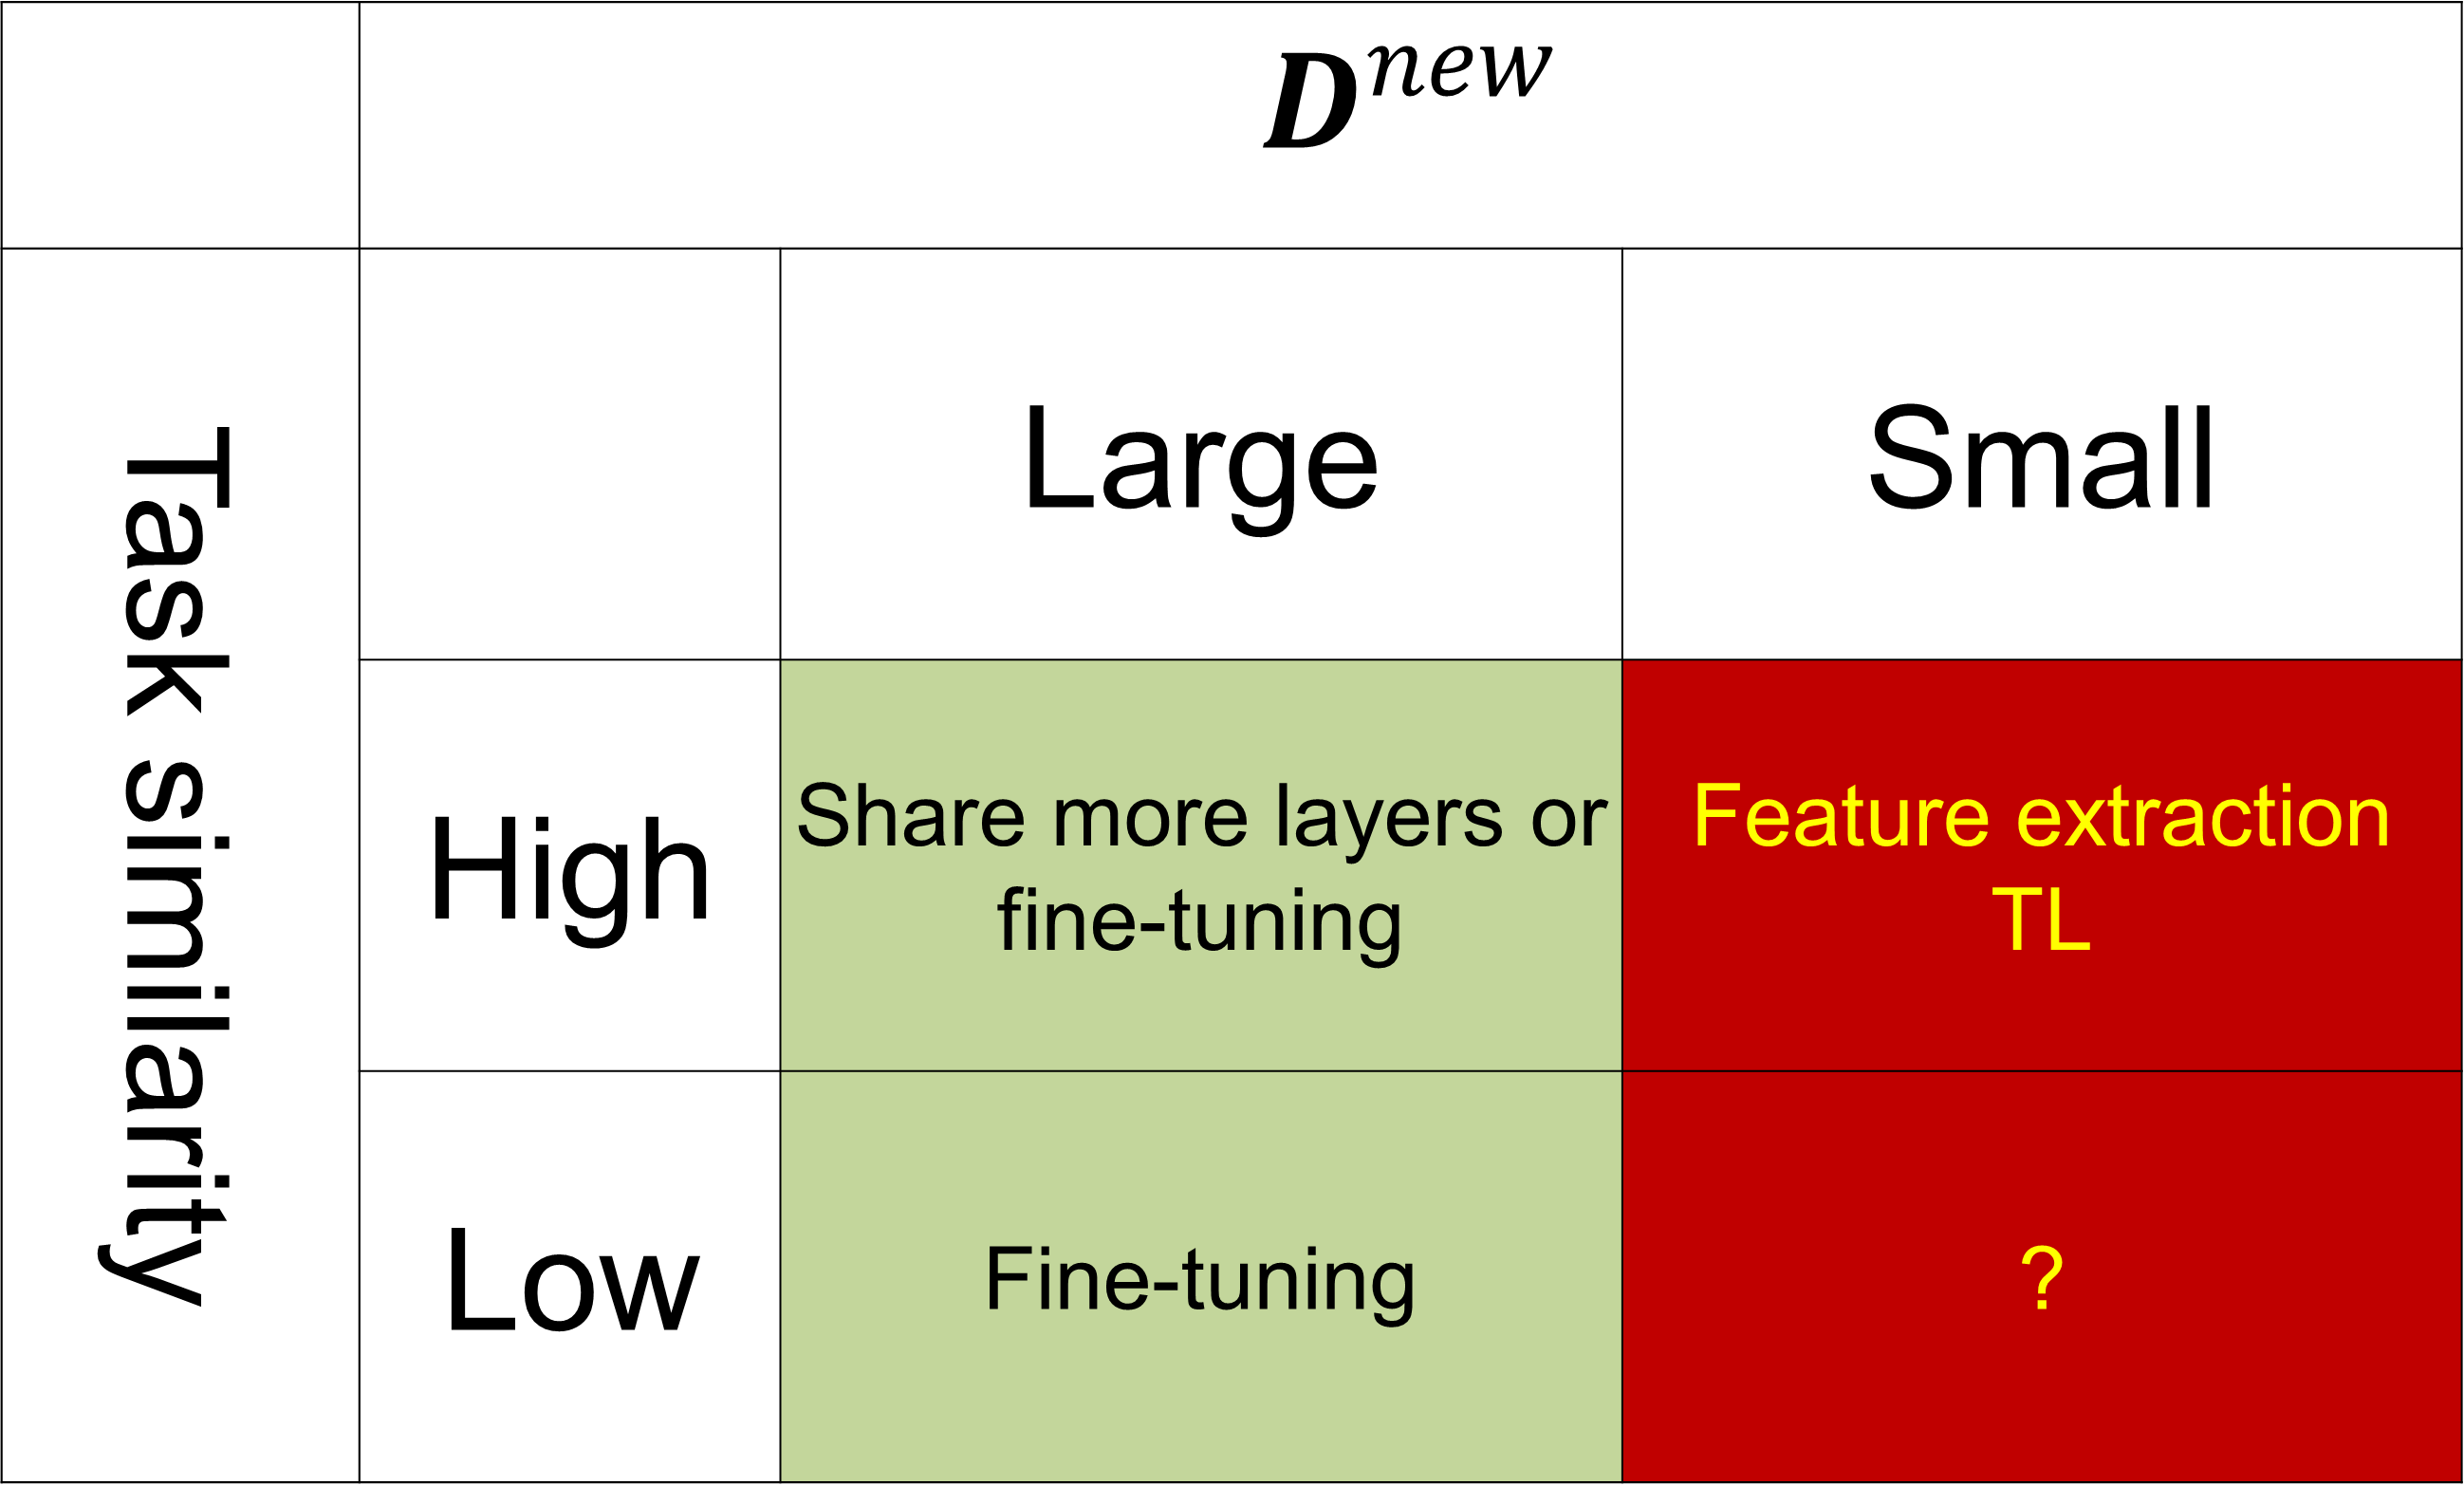 D^new
Large
Small
Task similarity
High
Share more layers or
fine-tuning
Feature extraction
TL
Low
Fine-tuning
?